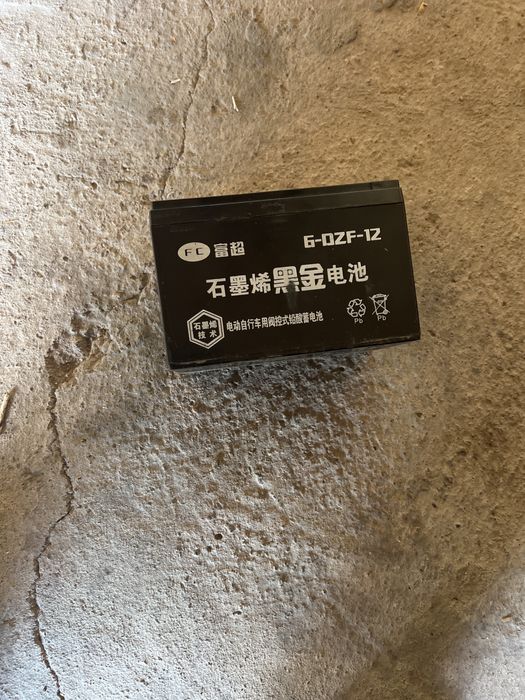 FC 富超 6-DZF-12
石墨烯黑金电池
石墨烯
技术
电动自行车用阀控式铅酸蓄电池
Pb Pb